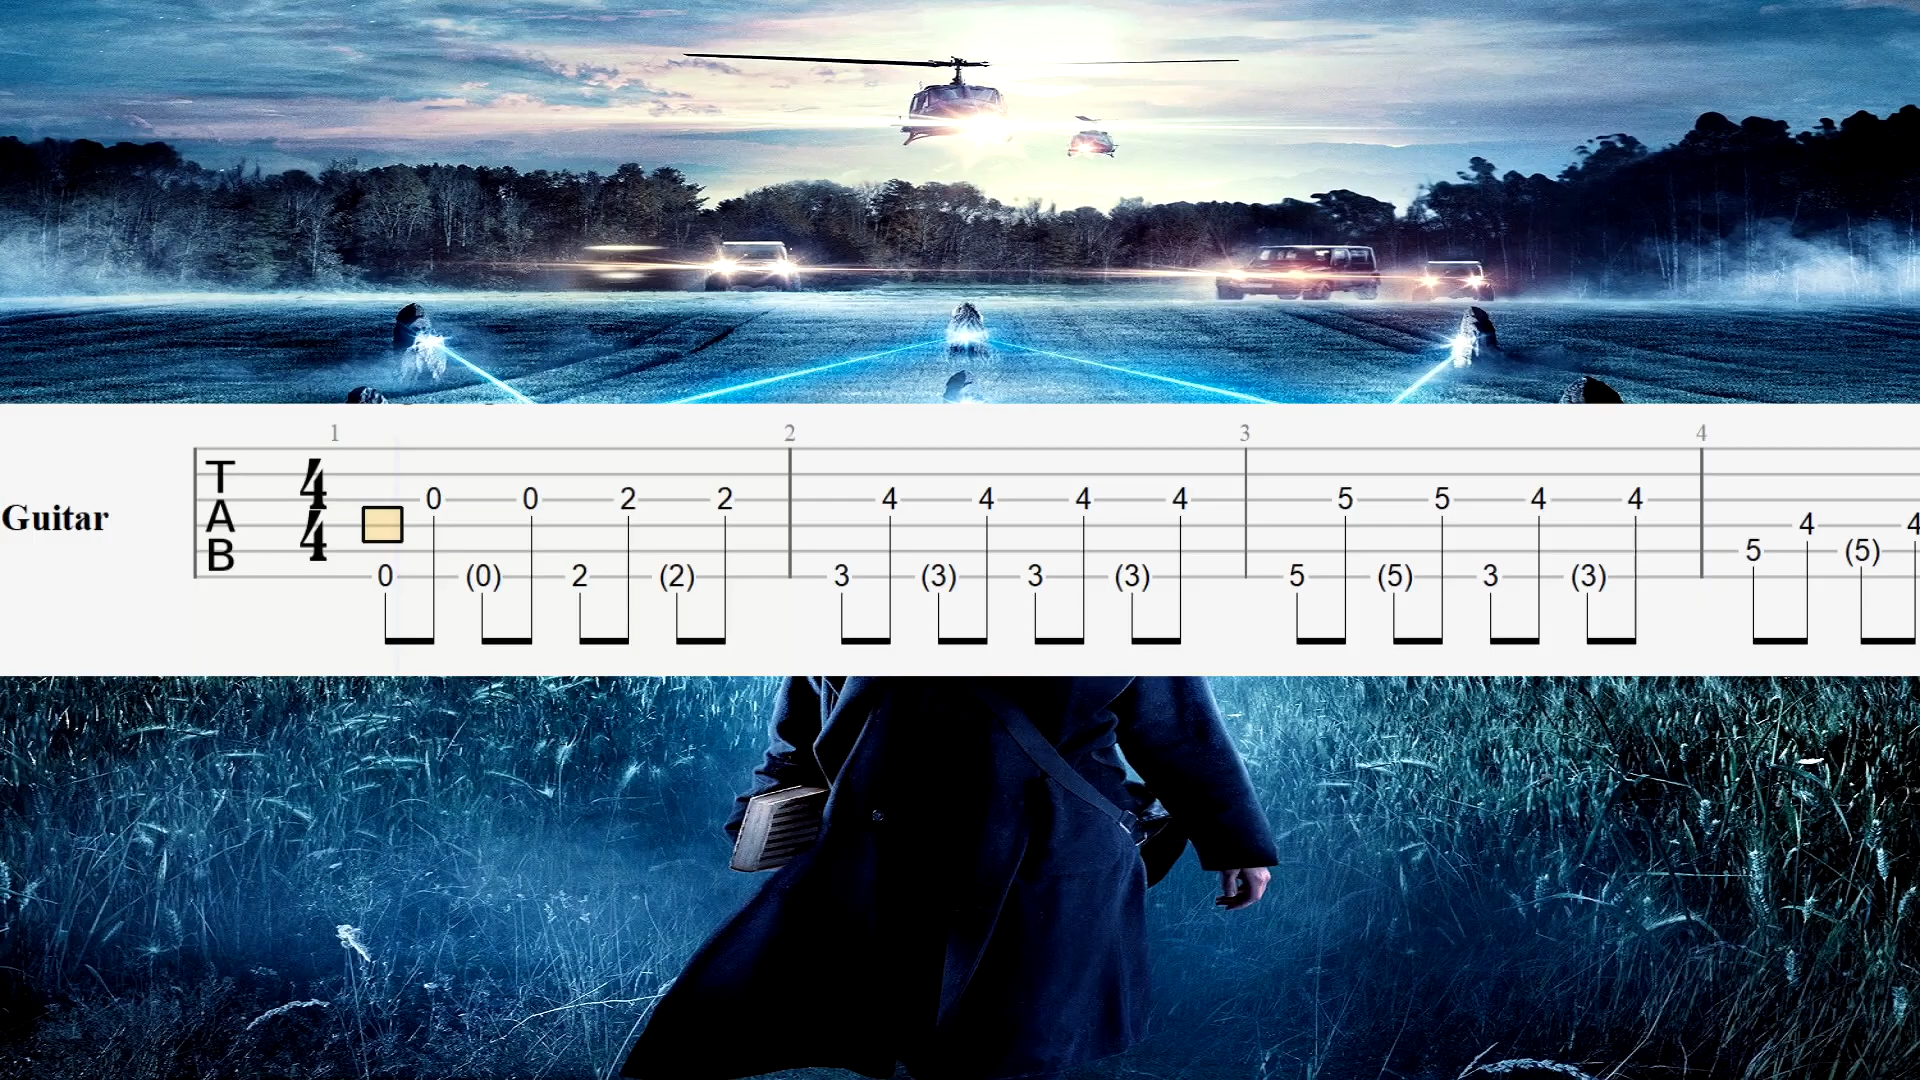 1 2 3 4
Guitar
T
A
B
4
4
0 0 2 2 4 4 4 4 5 5 4 4
4 4
5 (5)
0 (0) 2 (2) 3 (3) 3 (3) 5 (5) 3 (3)